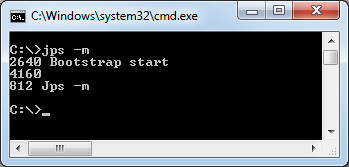 C:\Windows\system32\cmd.exe
C:\>jps -m
2640 Bootstrap start
4160
812 Jps -m
C:\>_